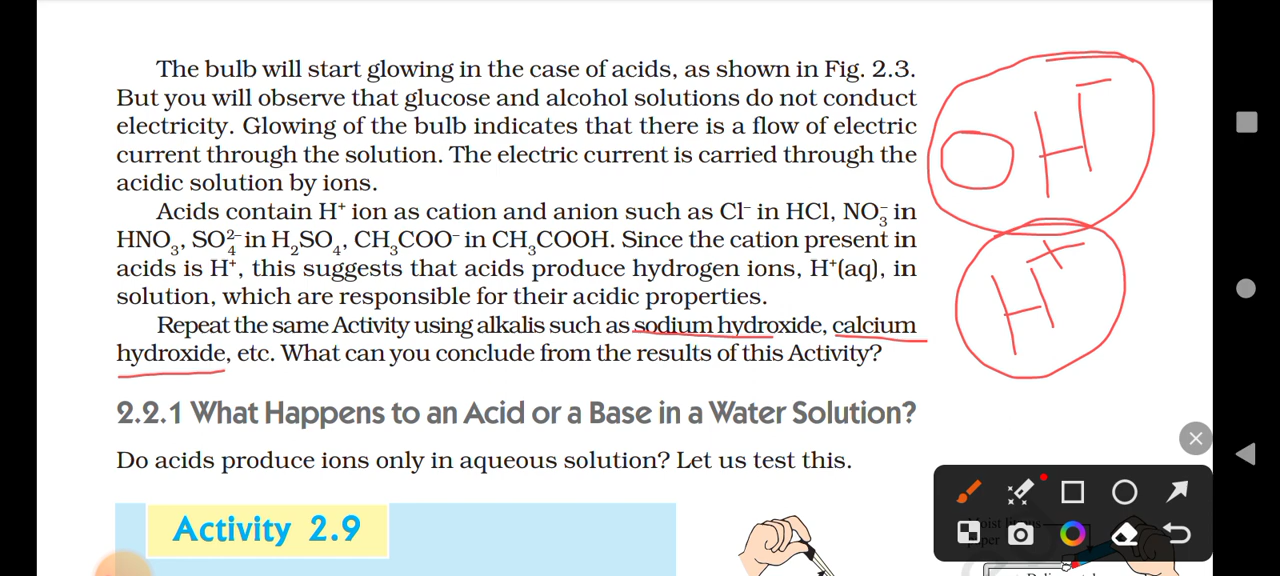 The bulb will start glowing in the case of acids, as shown in Fig. 2.3.
But you will observe that glucose and alcohol solutions do not conduct
electricity. Glowing of the bulb indicates that there is a flow of electric
current through the solution. The electric current is carried through the
acidic solution by ions.
Acids contain H⁺ ion as cation and anion such as Cl⁻ in HCl, NO₃⁻ in
HNO₃, SO₄²⁻ in H₂SO₄, CH₃COO⁻ in CH₃COOH. Since the cation present in
acids is H⁺, this suggests that acids produce hydrogen ions, H⁺(aq), in
solution, which are responsible for their acidic properties.
Repeat the same Activity using alkalis such as sodium hydroxide, calcium
hydroxide, etc. What can you conclude from the results of this Activity?
OH⁻
H⁺
2.2.1 What Happens to an Acid or a Base in a Water Solution?
Do acids produce ions only in aqueous solution? Let us test this.
Activity 2.9